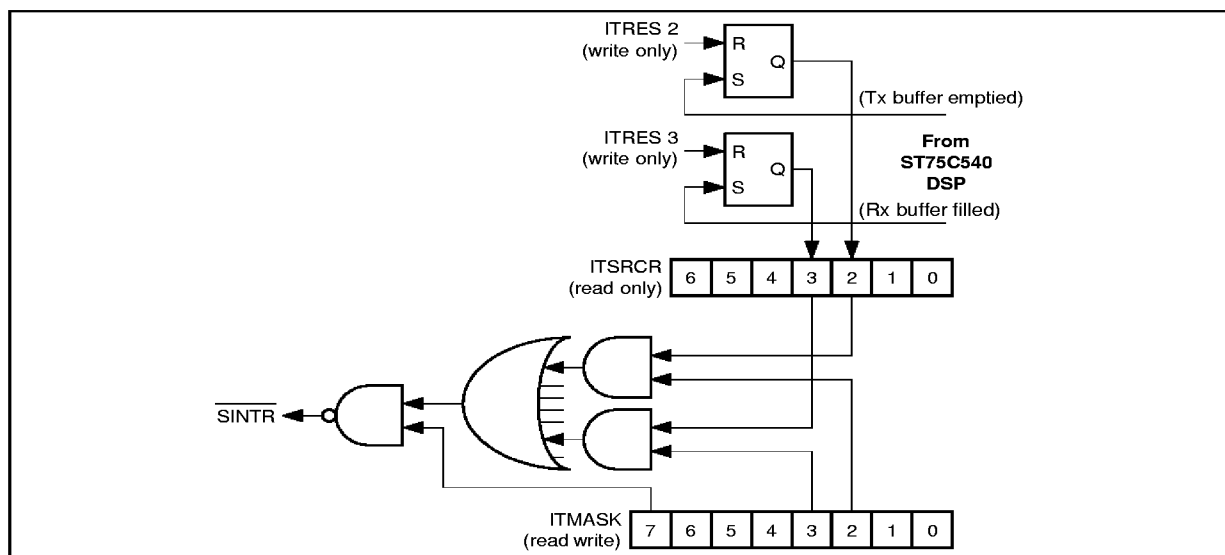 ITRES 2
(write only)
R
S
Q
(Tx buffer emptied)
ITRES 3
(write only)
R
S
Q
From
ST75C540
DSP
(Rx buffer filled)
ITSRCR
(read only)
6 5 4 3 2 1 0
SINTR
ITMASK
(read write)
7 6 5 4 3 2 1 0